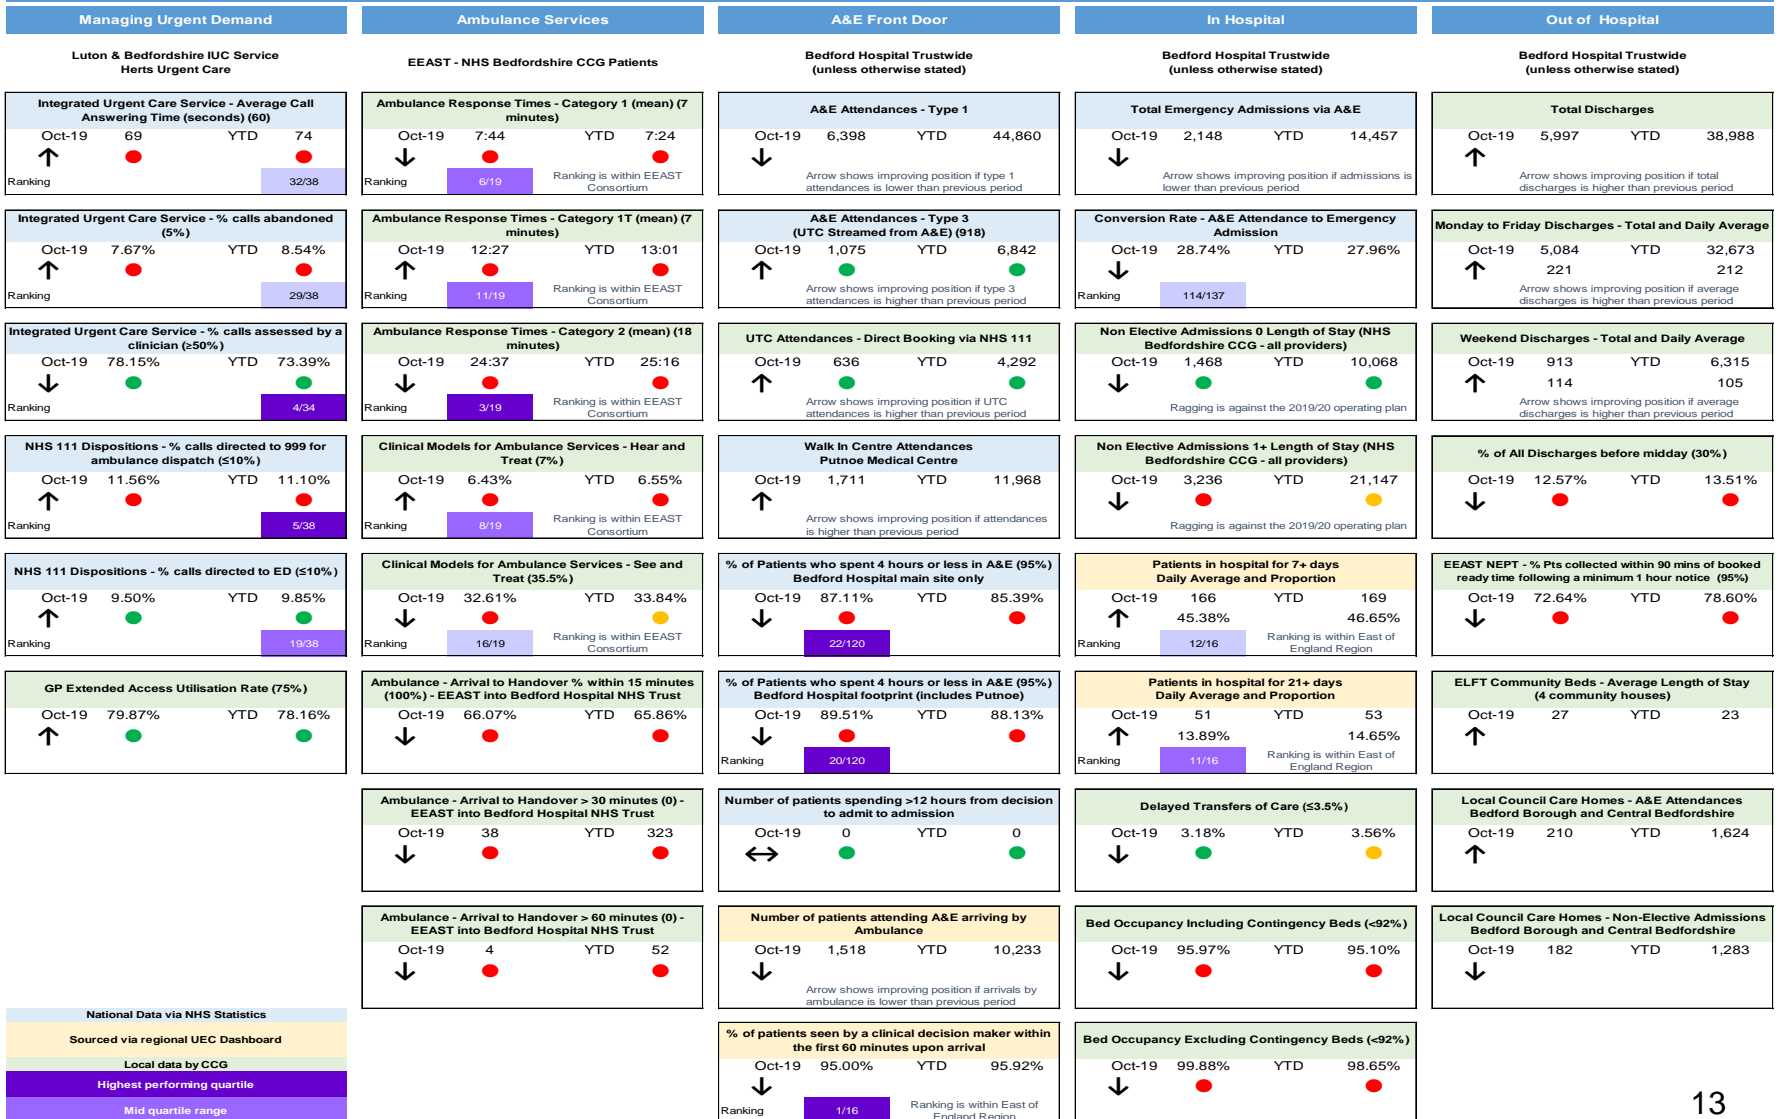 Managing Urgent Demand
Luton & Bedfordshire IUC Service
Herts Urgent Care
Integrated Urgent Care Service - Average Call
Answering Time (seconds) (60)
Oct-19 69 YTD 74
Ranking 32/38
Integrated Urgent Care Service - % calls abandoned
(5%)
Oct-19 7.67% YTD 8.54%
Ranking 29/38
Integrated Urgent Care Service - % calls assessed by a
clinician (≥50%)
Oct-19 78.15% YTD 73.39%
Ranking 4/34
NHS 111 Dispositions - % calls directed to 999 for
ambulance dispatch (≤10%)
Oct-19 11.56% YTD 11.10%
Ranking 5/38
NHS 111 Dispositions - % calls directed to ED (≤10%)
Oct-19 9.50% YTD 9.85%
Ranking 19/38
GP Extended Access Utilisation Rate (75%)
Oct-19 79.87% YTD 78.16%
National Data via NHS Statistics
Sourced via regional UEC Dashboard
Local data by CCG
Highest performing quartile
Mid quartile range
Ambulance Services
EEAST - NHS Bedfordshire CCG Patients
Ambulance Response Times - Category 1 (mean) (7
minutes)
Oct-19 7:44 YTD 7:24
Ranking 6/19 Ranking is within EEAST
Consortium
Ambulance Response Times - Category 1T (mean) (7
minutes)
Oct-19 12:27 YTD 13:01
Ranking 11/19 Ranking is within EEAST
Consortium
Ambulance Response Times - Category 2 (mean) (18
minutes)
Oct-19 24:37 YTD 25:16
Ranking 3/19 Ranking is within EEAST
Consortium
Clinical Models for Ambulance Services - Hear and
Treat (7%)
Oct-19 6.43% YTD 6.55%
Ranking 8/19 Ranking is within EEAST
Consortium
Clinical Models for Ambulance Services - See and
Treat (35.5%)
Oct-19 32.61% YTD 33.84%
Ranking 16/19 Ranking is within EEAST
Consortium
Ambulance - Arrival to Handover % within 15 minutes
(100%) - EEAST into Bedford Hospital NHS Trust
Oct-19 66.07% YTD 65.86%
Ambulance - Arrival to Handover > 30 minutes (0) -
EEAST into Bedford Hospital NHS Trust
Oct-19 38 YTD 323
Ambulance - Arrival to Handover > 60 minutes (0) -
EEAST into Bedford Hospital NHS Trust
Oct-19 4 YTD 52
A&E Front Door
Bedford Hospital Trustwide
(unless otherwise stated)
A&E Attendances - Type 1
Oct-19 6,398 YTD 44,860
Arrow shows improving position if type 1
attendances is lower than previous period
A&E Attendances - Type 3
(UTC Streamed from A&E) (918)
Oct-19 1,075 YTD 6,842
Arrow shows improving position if type 3
attendances is higher than previous period
UTC Attendances - Direct Booking via NHS 111
Oct-19 636 YTD 4,292
Arrow shows improving position if UTC
attendances is higher than previous period
Walk In Centre Attendances
Putnoe Medical Centre
Oct-19 1,711 YTD 11,968
Arrow shows improving position if attendances
is higher than previous period
% of Patients who spent 4 hours or less in A&E (95%)
Bedford Hospital main site only
Oct-19 87.11% YTD 85.39%
Ranking 22/120
% of Patients who spent 4 hours or less in A&E (95%)
Bedford Hospital footprint (includes Putnoe)
Oct-19 89.51% YTD 88.13%
Ranking 20/120
Number of patients spending >12 hours from decision
to admit to admission
Oct-19 0 YTD 0
Number of patients attending A&E arriving by
Ambulance
Oct-19 1,518 YTD 10,233
Arrow shows improving position if arrivals by
ambulance is lower than previous period
% of patients seen by a clinical decision maker within
the first 60 minutes upon arrival
Oct-19 95.00% YTD 95.92%
Ranking 1/16 Ranking is within East of
England Region
In Hospital
Bedford Hospital Trustwide
(unless otherwise stated)
Total Emergency Admissions via A&E
Oct-19 2,148 YTD 14,457
Arrow shows improving position if admissions is
lower than previous period
Conversion Rate - A&E Attendance to Emergency
Admission
Oct-19 28.74% YTD 27.96%
Ranking 114/137
Non Elective Admissions 0 Length of Stay (NHS
Bedfordshire CCG - all providers)
Oct-19 1,468 YTD 10,068
Ragging is against the 2019/20 operating plan
Non Elective Admissions 1+ Length of Stay (NHS
Bedfordshire CCG - all providers)
Oct-19 3,236 YTD 21,147
Ragging is against the 2019/20 operating plan
Patients in hospital for 7+ days
Daily Average and Proportion
Oct-19 166 YTD 169
45.38% 46.65%
Ranking 12/16 Ranking is within East of
England Region
Patients in hospital for 21+ days
Daily Average and Proportion
Oct-19 51 YTD 53
13.89% 14.65%
Ranking 11/16 Ranking is within East of
England Region
Delayed Transfers of Care (≤3.5%)
Oct-19 3.18% YTD 3.56%
Bed Occupancy Including Contingency Beds (<92%)
Oct-19 95.97% YTD 95.10%
Bed Occupancy Excluding Contingency Beds (<92%)
Oct-19 99.88% YTD 98.65%
Out of Hospital
Bedford Hospital Trustwide
(unless otherwise stated)
Total Discharges
Oct-19 5,997 YTD 38,988
Arrow shows improving position if total
discharges is higher than previous period
Monday to Friday Discharges - Total and Daily Average
Oct-19 5,084 YTD 32,673
221 212
Arrow shows improving position if average
discharges is higher than previous period
Weekend Discharges - Total and Daily Average
Oct-19 913 YTD 6,315
114 105
Arrow shows improving position if average
discharges is higher than previous period
% of All Discharges before midday (30%)
Oct-19 12.57% YTD 13.51%
EEAST NEPT - % Pts collected within 90 mins of booked
ready time following a minimum 1 hour notice (95%)
Oct-19 72.64% YTD 78.60%
ELFT Community Beds - Average Length of Stay
(4 community houses)
Oct-19 27 YTD 23
Local Council Care Homes - A&E Attendances
Bedford Borough and Central Bedfordshire
Oct-19 210 YTD 1,624
Local Council Care Homes - Non-Elective Admissions
Bedford Borough and Central Bedfordshire
Oct-19 182 YTD 1,283
13